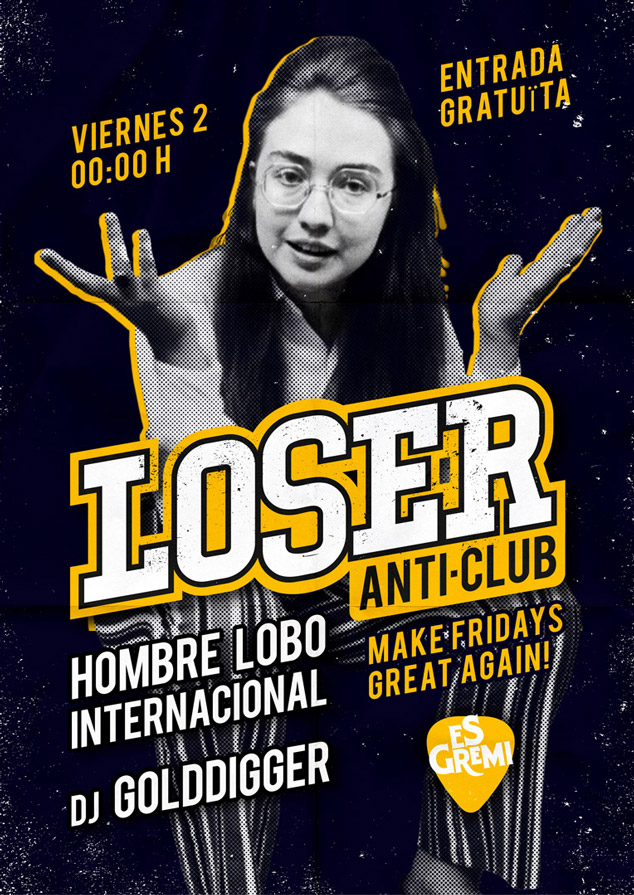 VIERNES 2
00:00 H
ENTRADA
GRATUÏTA
LOSER
ANTI-CLUB
HOMBRE LOBO
INTERNACIONAL
DJ GOLDDIGGER
MAKE FRIDAYS
GREAT AGAIN!
ES
GREMI